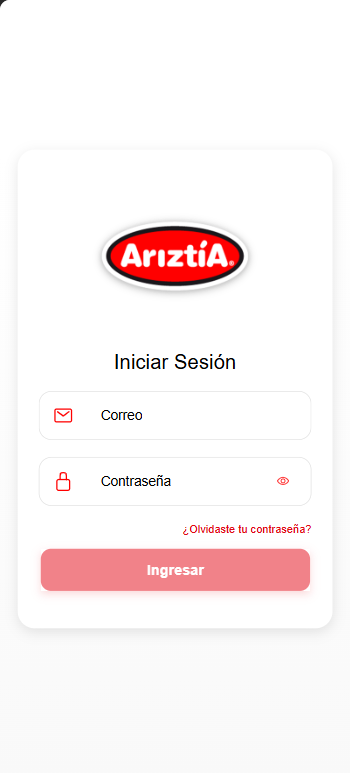 AriztíA®
Iniciar Sesión
Correo
Contraseña
¿Olvidaste tu contraseña?
Ingresar